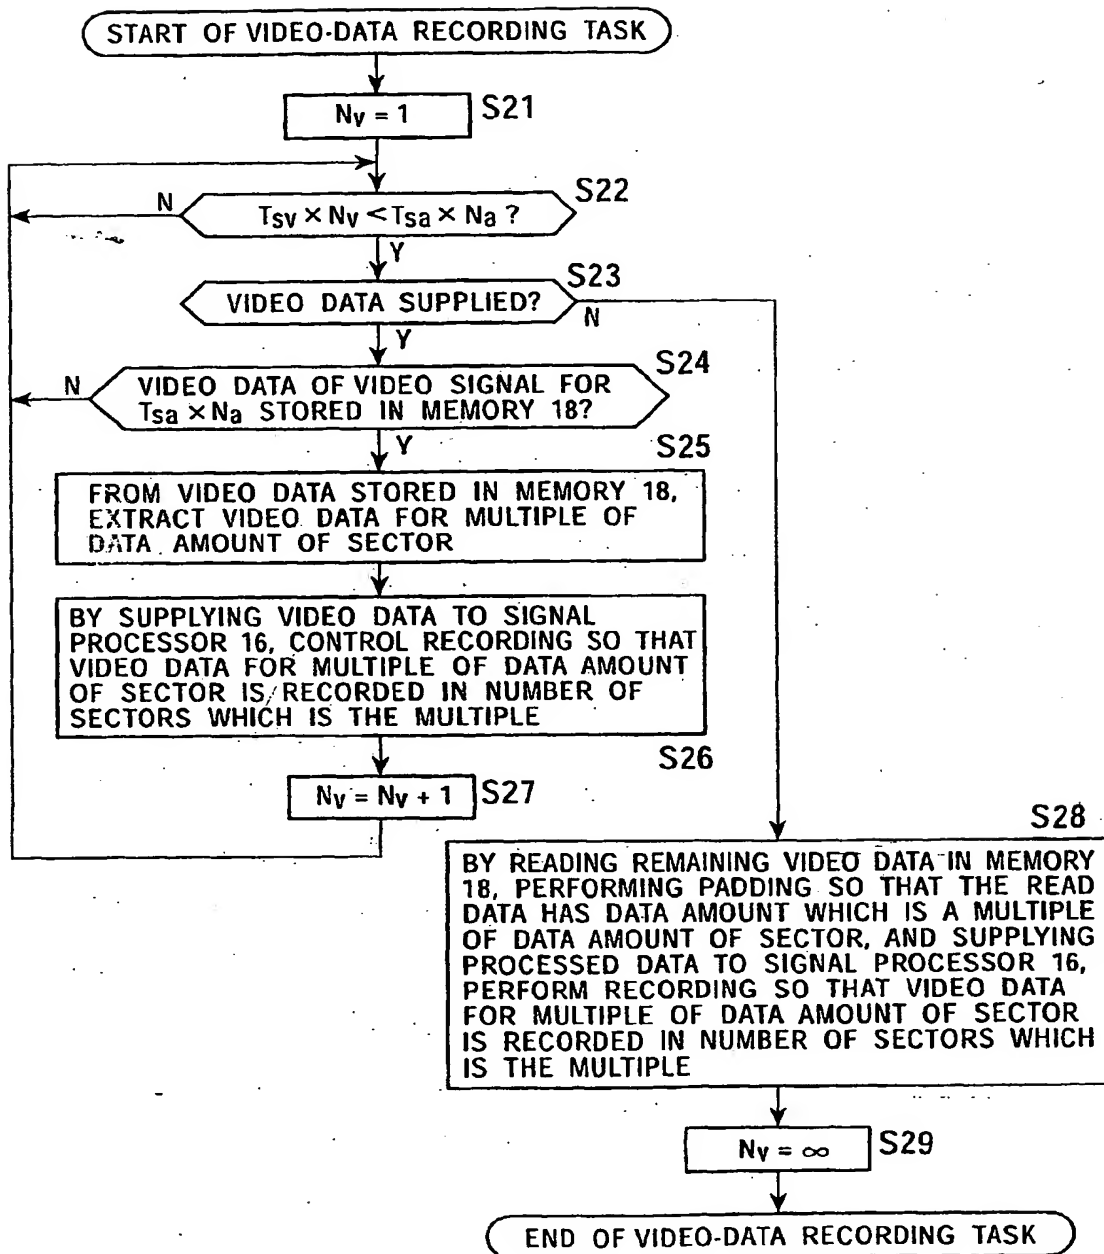 START OF VIDEO-DATA RECORDING TASK
Nv = 1
S21
S22
N
Tsv × Nv < Tsa × Na ?
Y
S23
VIDEO DATA SUPPLIED?
N
Y
S24
N
VIDEO DATA OF VIDEO SIGNAL FOR
Tsa × Na STORED IN MEMORY 18?
Y
S25
FROM VIDEO DATA STORED IN MEMORY 18,
EXTRACT VIDEO DATA FOR MULTIPLE OF
DATA AMOUNT OF SECTOR
BY SUPPLYING VIDEO DATA TO SIGNAL
PROCESSOR 16, CONTROL RECORDING SO THAT
VIDEO DATA FOR MULTIPLE OF DATA AMOUNT
OF SECTOR IS RECORDED IN NUMBER OF
SECTORS WHICH IS THE MULTIPLE
S26
Nv = Nv + 1
S27
S28
BY READING REMAINING VIDEO DATA IN MEMORY
18, PERFORMING PADDING SO THAT THE READ
DATA HAS DATA AMOUNT WHICH IS A MULTIPLE
OF DATA AMOUNT OF SECTOR, AND SUPPLYING
PROCESSED DATA TO SIGNAL PROCESSOR 16,
PERFORM RECORDING SO THAT VIDEO DATA
FOR MULTIPLE OF DATA AMOUNT OF SECTOR
IS RECORDED IN NUMBER OF SECTORS WHICH
IS THE MULTIPLE
Nv = ∞
S29
END OF VIDEO-DATA RECORDING TASK